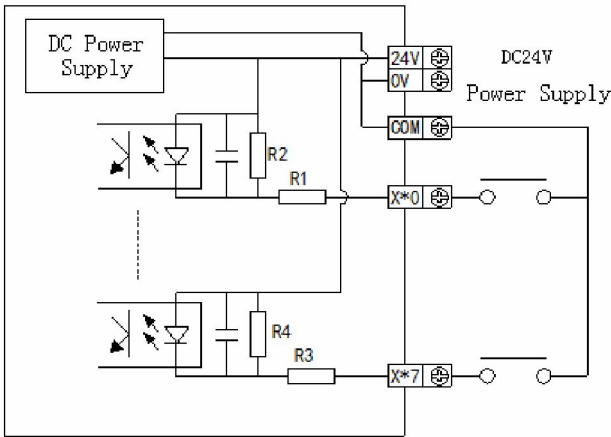 DC Power
Supply
24V
0V
COM
DC24V
Power Supply
R2
R1
X*0
R4
R3
X*7